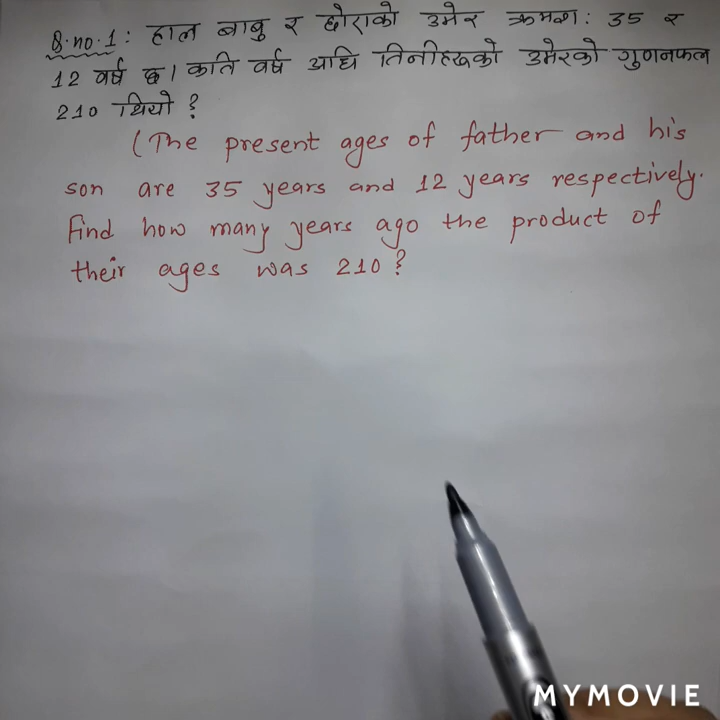 Q.no.1: हाल बाबु र छोराको उमेर क्रमश: 35 र
12 वर्ष छ। कति वर्ष अघि तिनीहरूको उमेरको गुणनफल
210 थियो ?
(The present ages of father and his
son are 35 years and 12 years respectively.
Find how many years ago the product of
their ages was 210?
MYMOVIE